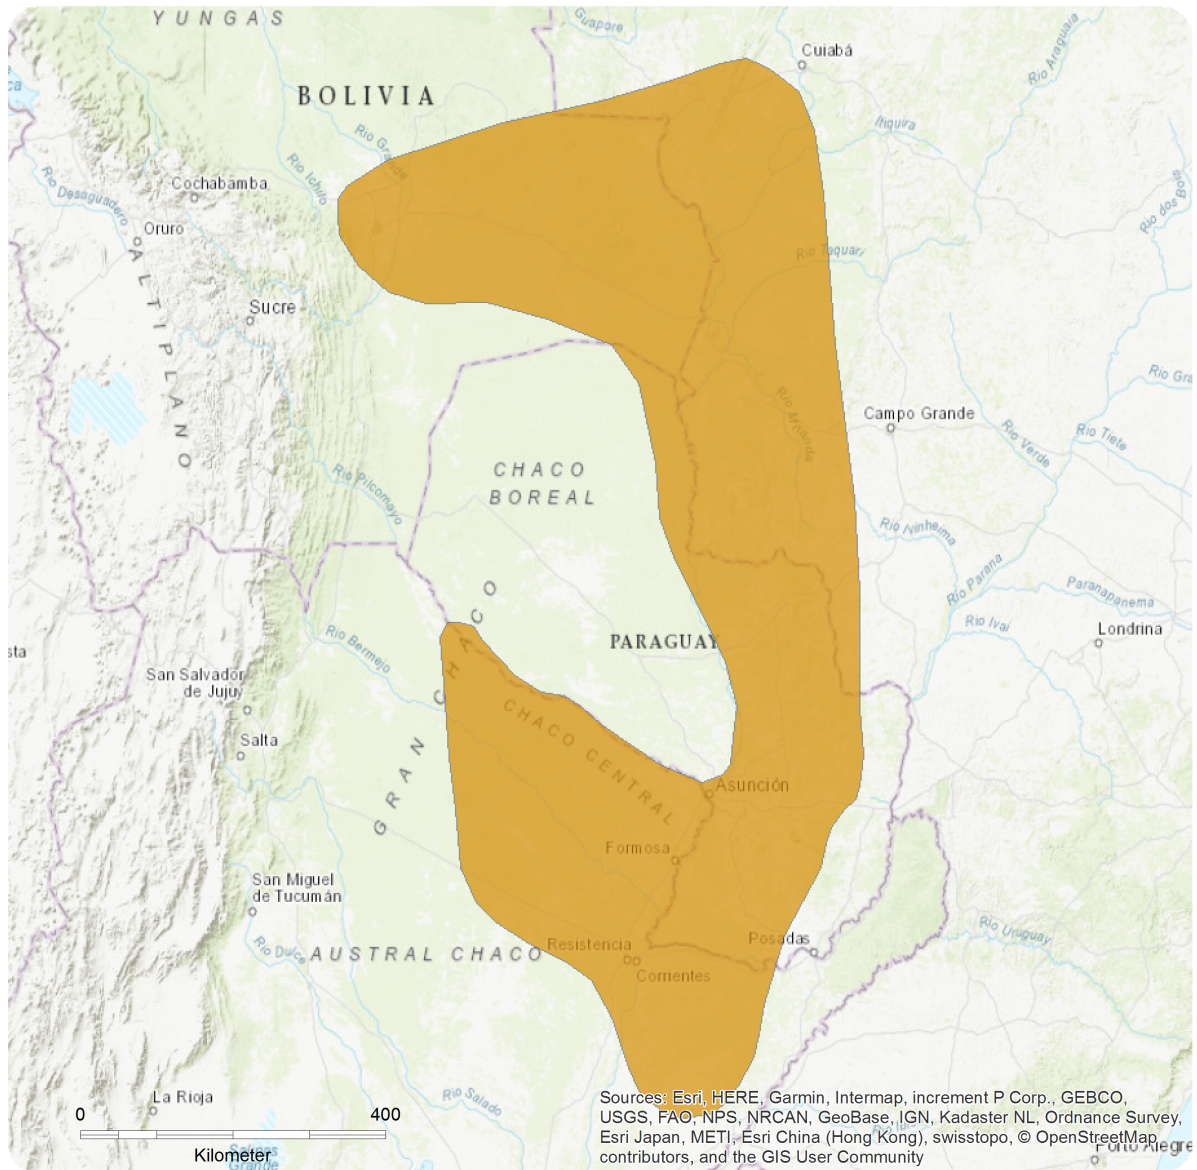 YUNGAS
Guapore
Cuiabá
Rio Araguaia
BOLIVIA
Rio Grande
Itiquira
Rio Ichilo
Rio Desaguadero
Cochabamba
Oruro
Rio dos Bois
Rio Taquari
ALTIPLANO
Sucre
Rio Gra
Rio Miranda
Campo Grande
Rio Verde
Rio Tiete
CHACO
BOREAL
Rio Pilcomayo
Rio Ivinheima
Rio Parana
Paranapanema
Rio Ivai
Londrina
PARAGUAY
Rio Bermejo
sta
San Salvador
de Jujuy
GRAN CHACO
CHACO CENTRAL
Salta
Asunción
Formosa
San Miguel
de Tucumán
Rio Dulce
AUSTRAL CHACO
Resistencia
Corrientes
Posadas
Rio Uruguay
La Rioja
Rio Salado
0 400
Kilometer
Salinas
Grande
Sources: Esri, HERE, Garmin, Intermap, increment P Corp., GEBCO,
USGS, FAO, NPS, NRCAN, GeoBase, IGN, Kadaster NL, Ordnance Survey,
Esri Japan, METI, Esri China (Hong Kong), swisstopo, © OpenStreetMap
contributors, and the GIS User Community
Porto Alegre